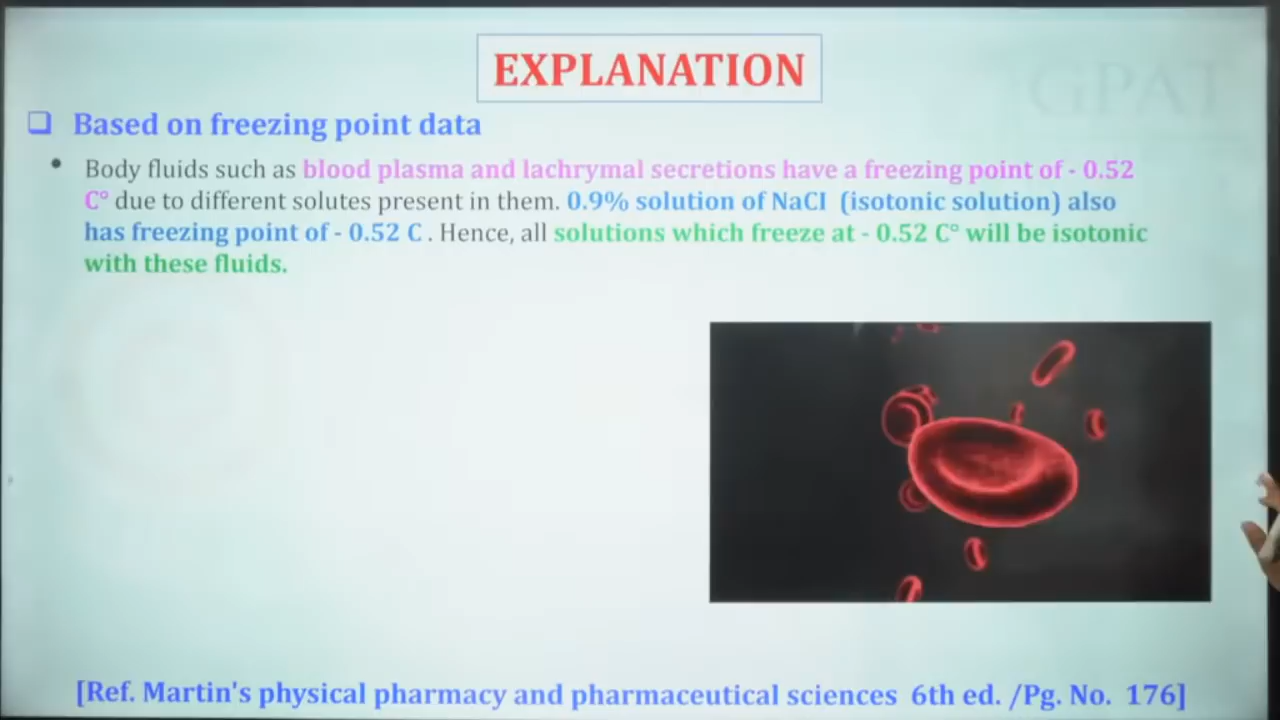 EXPLANATION
GPAT
❑ Based on freezing point data
• Body fluids such as blood plasma and lachrymal secretions have a freezing point of - 0.52
C° due to different solutes present in them. 0.9% solution of NaCI (isotonic solution) also
has freezing point of - 0.52 C . Hence, all solutions which freeze at - 0.52 C° will be isotonic
with these fluids.
[Ref. Martin's physical pharmacy and pharmaceutical sciences 6th ed. /Pg. No. 176]